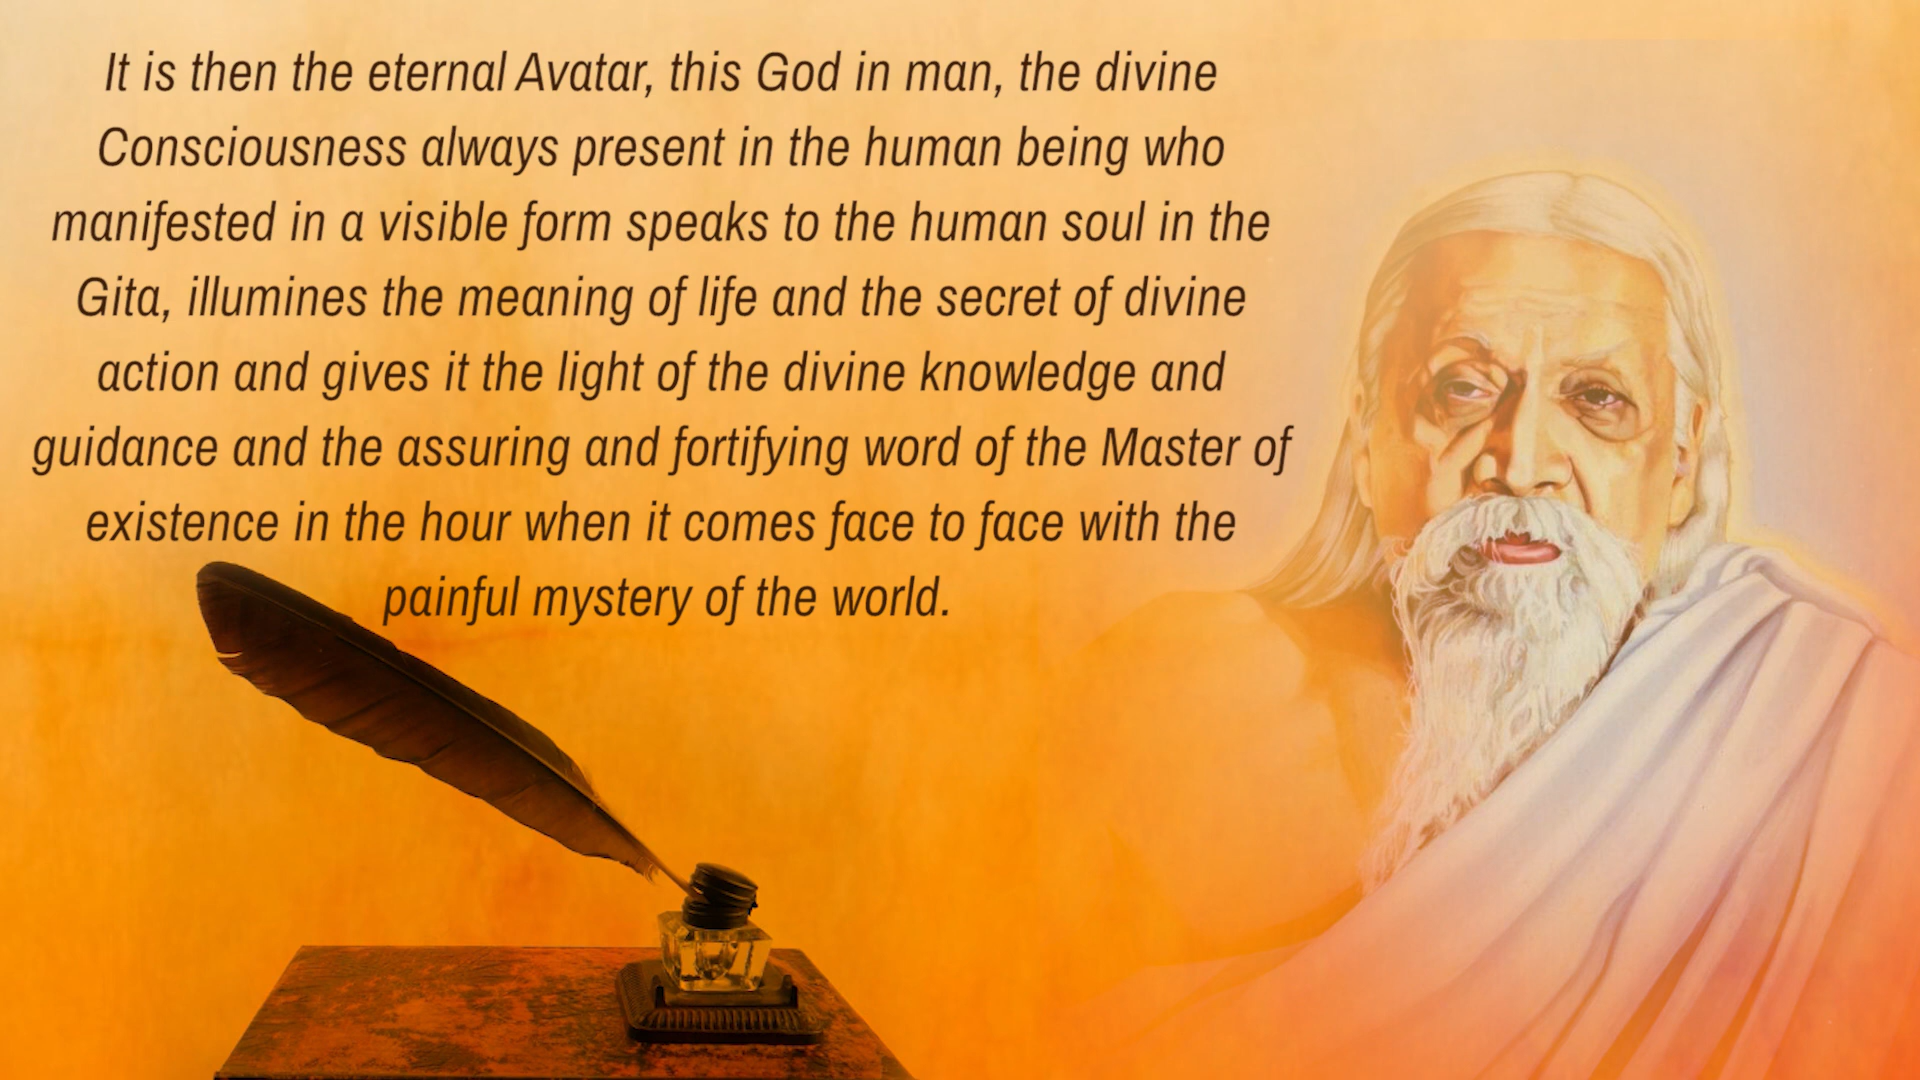 It is then the eternal Avatar, this God in man, the divine
Consciousness always present in the human being who
manifested in a visible form speaks to the human soul in the
Gita, illumines the meaning of life and the secret of divine
action and gives it the light of the divine knowledge and
guidance and the assuring and fortifying word of the Master of
existence in the hour when it comes face to face with the
painful mystery of the world.